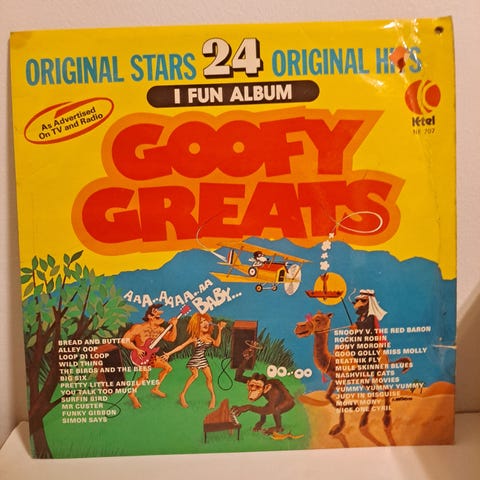 ORIGINAL STARS 24 ORIGINAL HITS
1 FUN ALBUM
As Advertised
On TV and Radio
K-tel
NE 707
GOOFY
GREATS
AAA..AAAA..AA
BABY...
OO..OO
BREAD AND BUTTER
ALLEY OOP
LOOP DI LOOP
WILD THING
THE BIRDS AND THE BEES
BIG SIX
PRETTY LITTLE ANGEL EYES
YOU TALK TOO MUCH
SURFIN BIRD
MR CUSTER
FUNKY GIBBON
SIMON SAYS
SNOOPY V. THE RED BARON
ROCKIN ROBIN
BONY MORONIE
GOOD GOLLY MISS MOLLY
BEATNIK FLY
MULE SKINNER BLUES
NASHVILLE CATS
WESTERN MOVIES
YUMMY YUMMY YUMMY
JUDY IN DISGUISE
MONY MONY
NICE ONE CYRIL